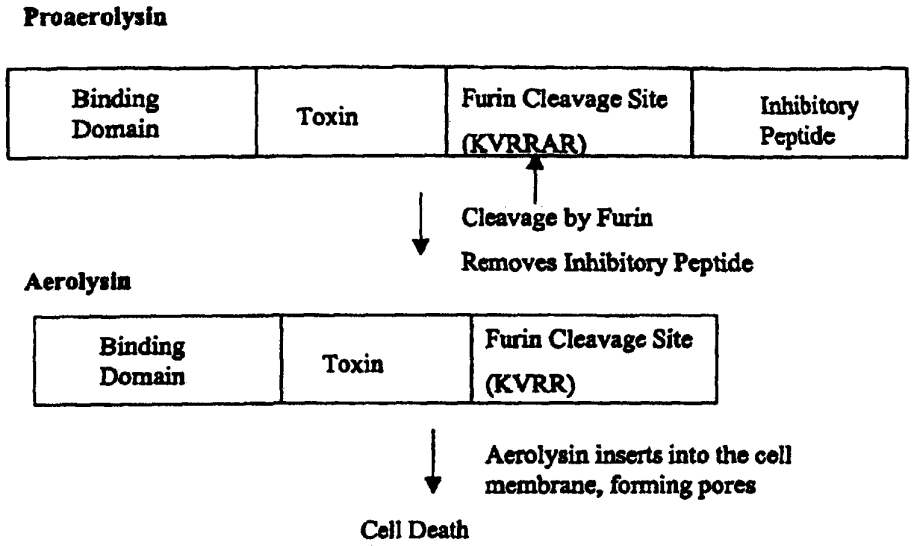 Proaerolysin
Binding
Domain
Toxin
Furin Cleavage Site
(KVRRAR)
Inhibitory
Peptide
Cleavage by Furin
Removes Inhibitory Peptide
Aerolysin
Binding
Domain
Toxin
Furin Cleavage Site
(KVRR)
Aerolysin inserts into the cell
membrane, forming pores
Cell Death